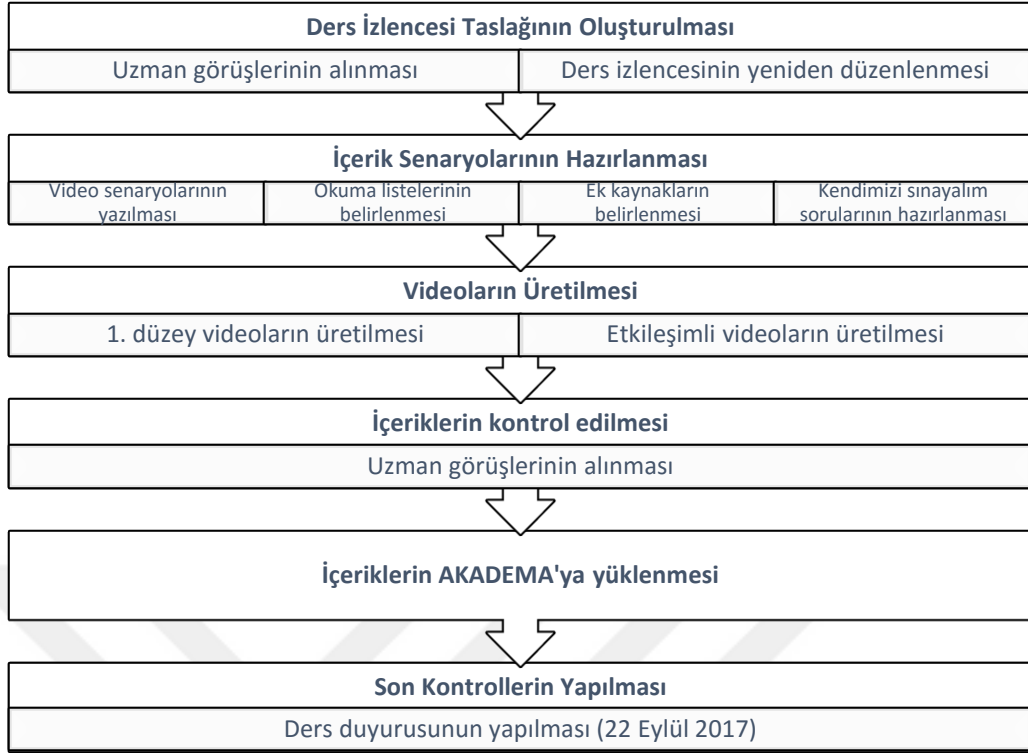 Ders İzlencesi Taslağının Oluşturulması
Uzman görüşlerinin alınması
Ders izlencesinin yeniden düzenlenmesi
İçerik Senaryolarının Hazırlanması
Video senaryolarının
yazılması
Okuma listelerinin
belirlenmesi
Ek kaynakların
belirlenmesi
Kendimizi sınayalım
sorularının hazırlanması
Videoların Üretilmesi
1. düzey videoların üretilmesi
Etkileşimli videoların üretilmesi
İçeriklerin kontrol edilmesi
Uzman görüşlerinin alınması
İçeriklerin AKADEMA'ya yüklenmesi
Son Kontrollerin Yapılması
Ders duyurusunun yapılması (22 Eylül 2017)